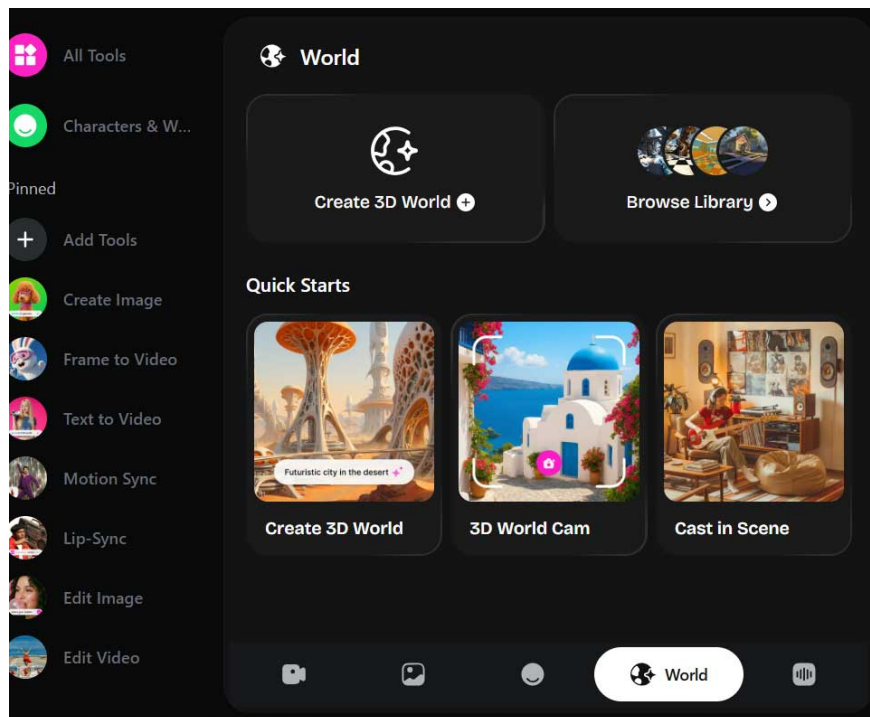 All Tools
Characters & W...
Pinned
Add Tools
Create Image
Frame to Video
Text to Video
Motion Sync
Lip-Sync
Edit Image
Edit Video
World
Create 3D World
Browse Library
Quick Starts
Futuristic city in the desert
Create 3D World
3D World Cam
Cast in Scene
World